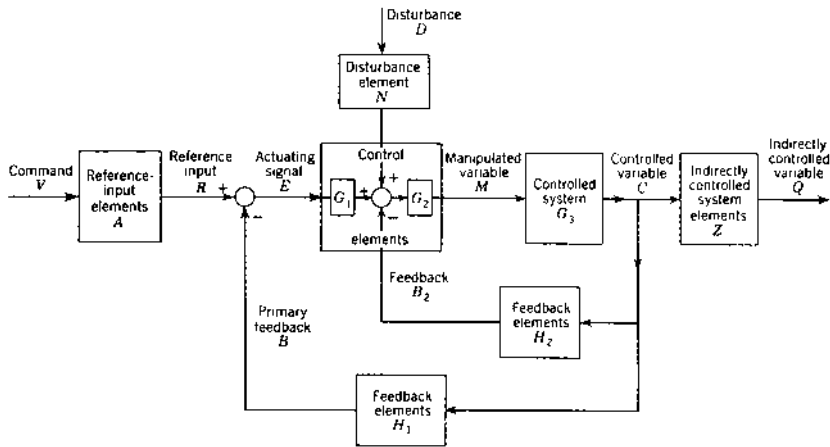 Disturbance
D
Disturbance
element
N
Command
V
Reference-
input
elements
A
Reference
input
R
+
−
Actuating
signal
E
Control
G1
+
+
−
G2
elements
Manipulated
variable
M
Controlled
system
G3
Controlled
variable
C
Indirectly
controlled
system
elements
Z
Indirectly
controlled
variable
Q
Feedback
B2
Feedback
elements
H2
Primary
feedback
B
Feedback
elements
H1